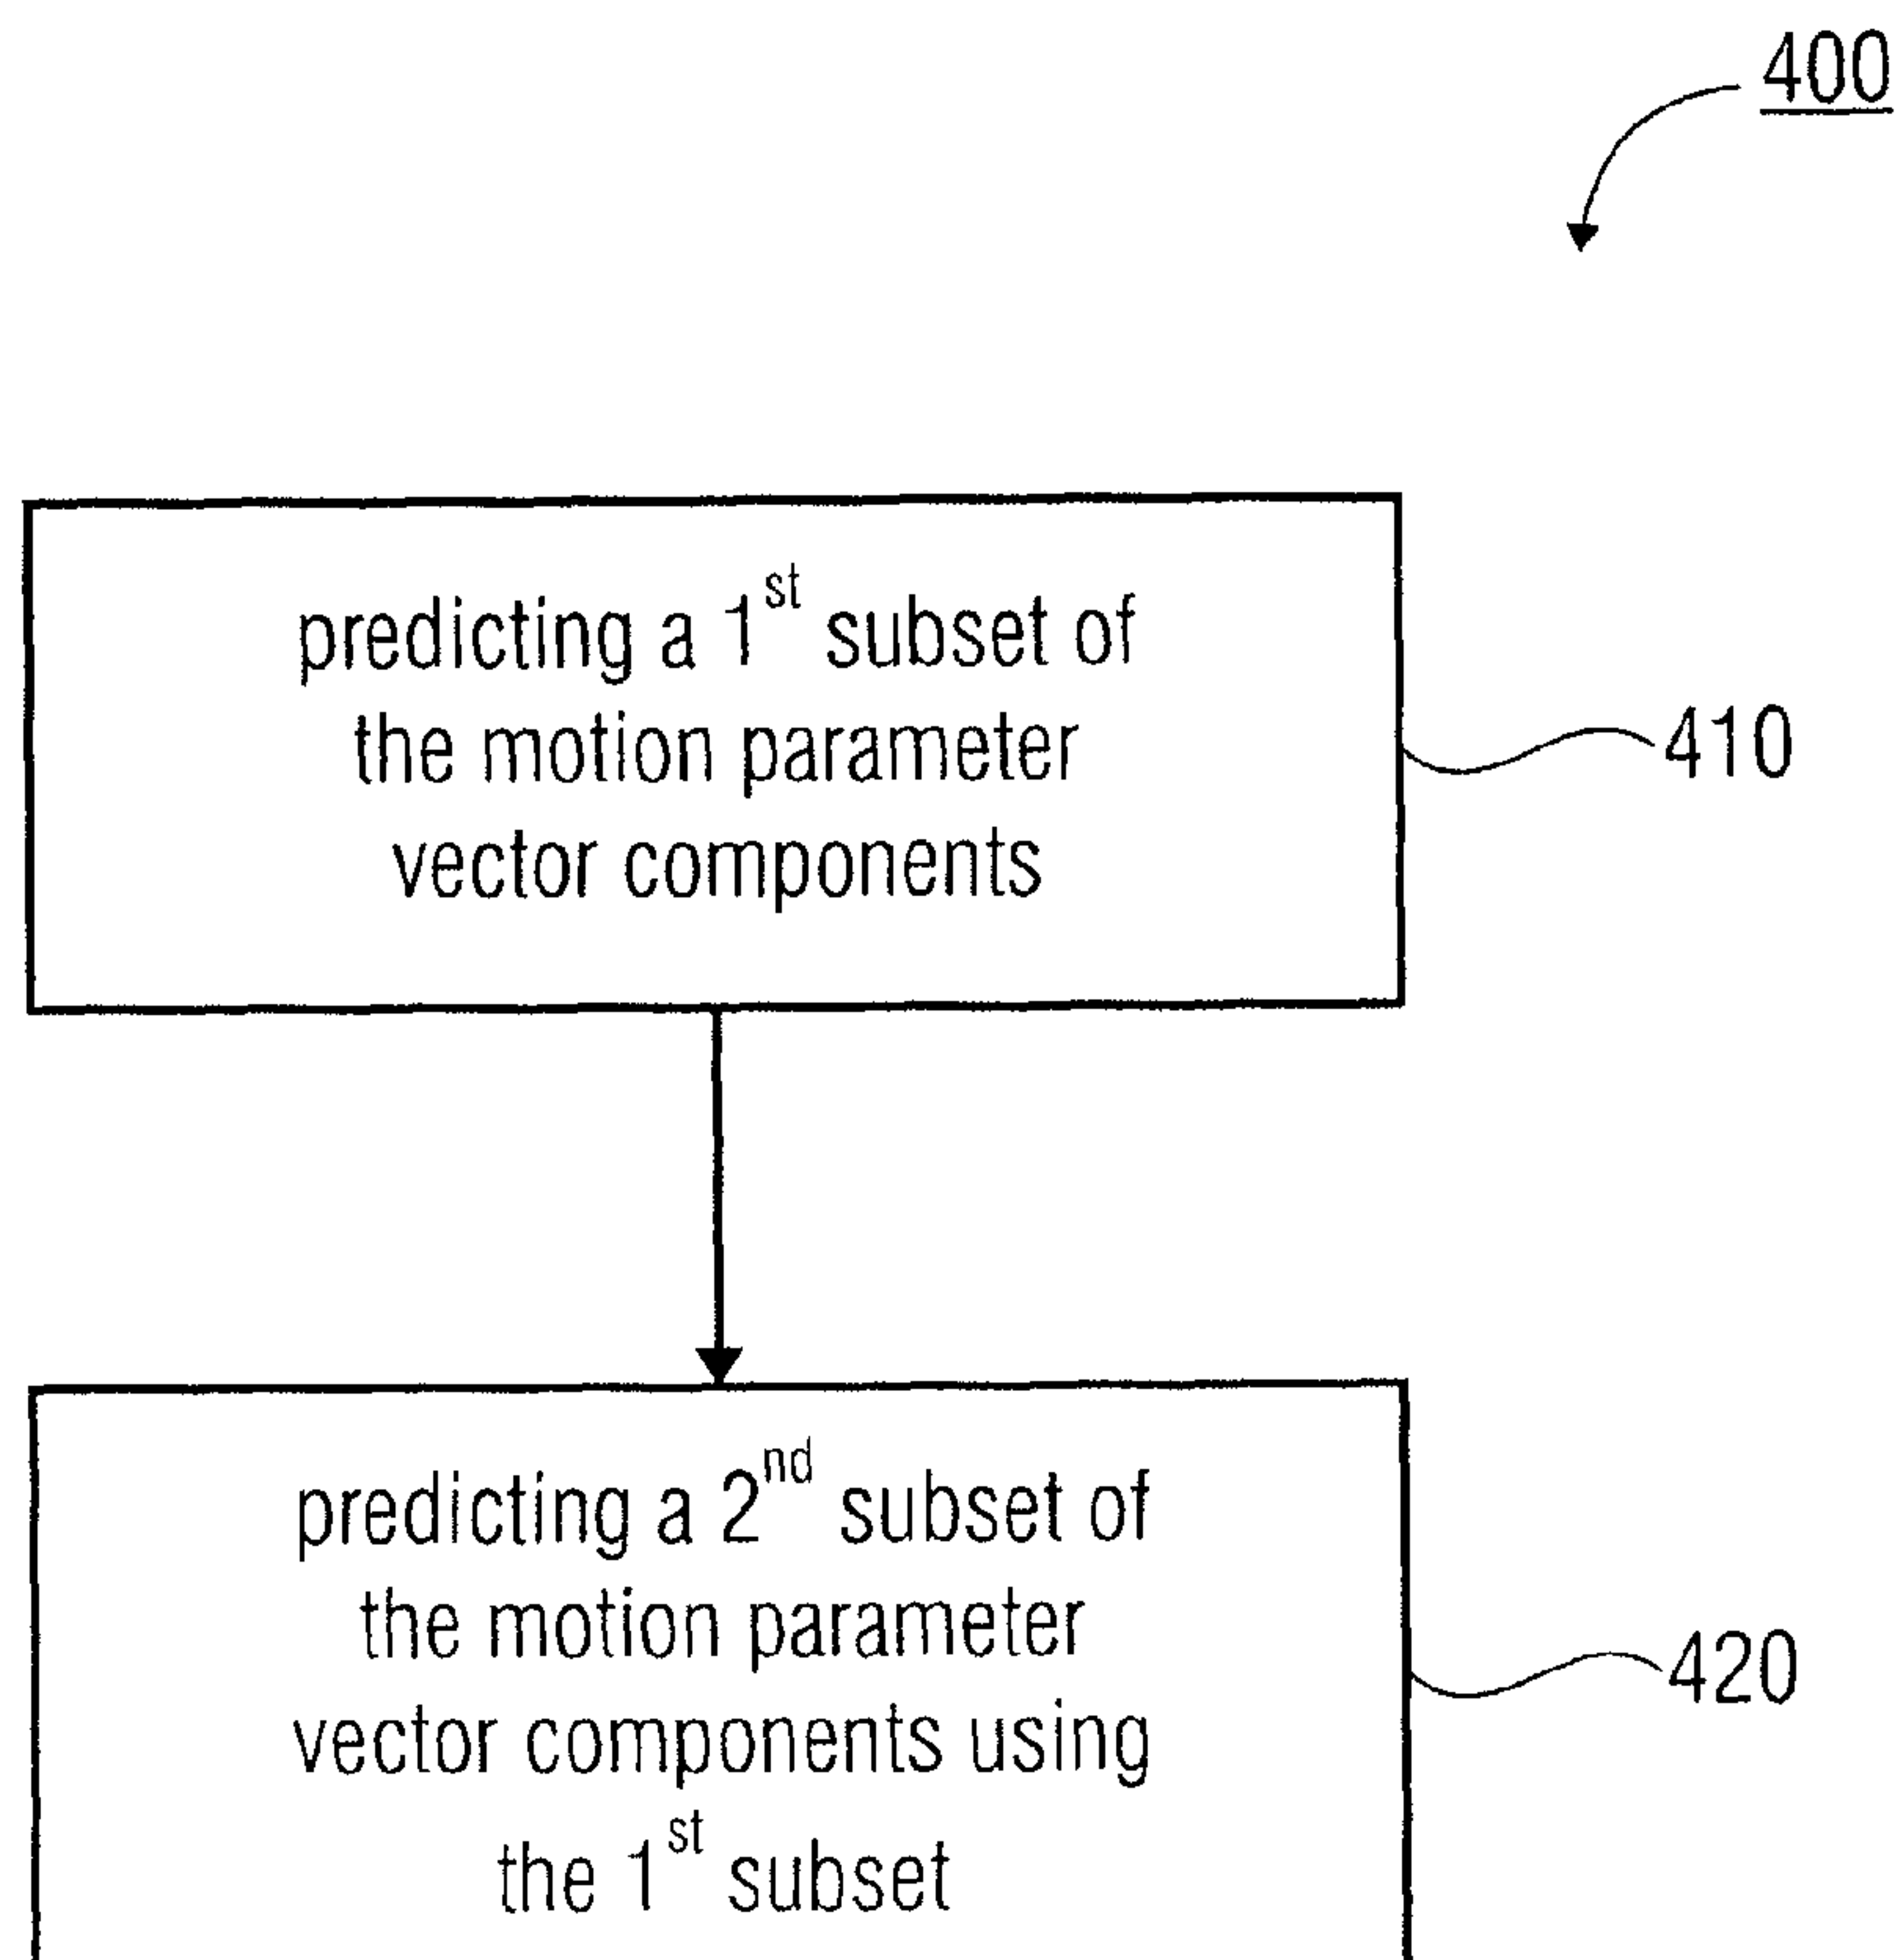 400
predicting a 1st subset of
the motion parameter
vector components
410
predicting a 2nd subset of
the motion parameter
vector components using
the 1st subset
420